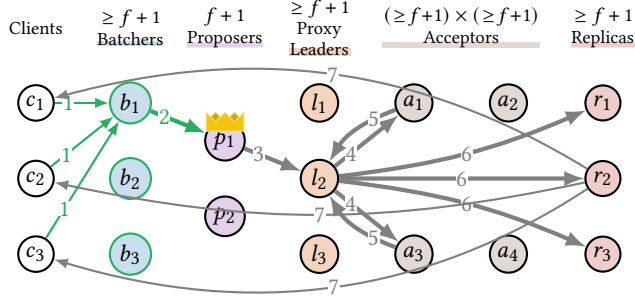 Clients
≥ f + 1
Batchers
f + 1
Proposers
≥ f + 1
Proxy
Leaders
(≥f+1) × (≥f+1)
Acceptors
≥ f + 1
Replicas
7
c1 1 b1 2 l1 a1 a2 r1
5
p1 3 4 6
1
c2 b2 l2 6 r2
1 p2 7 4 6
5
c3 b3 l3 a3 a4 r3
7